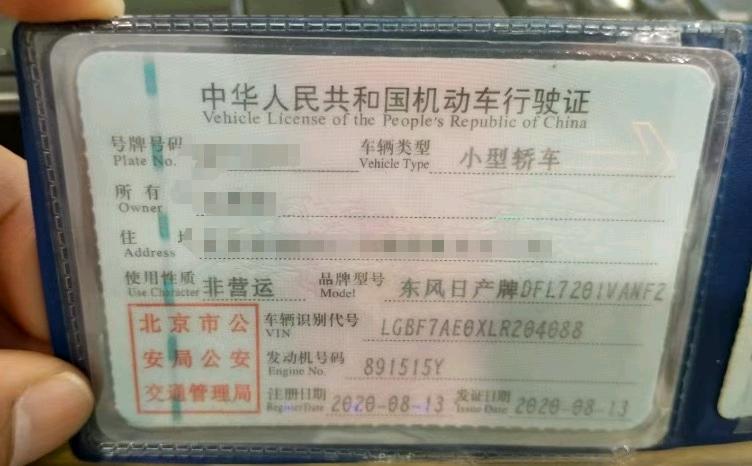 中华人民共和国机动车行驶证
Vehicle License of the People's Republic of China
号牌号码 车辆类型 小型轿车
Plate No. Vehicle Type
所有
Owner
住
Address
使用性质 非营运 品牌型号 东风日产牌DFL7201VANF2
Use Character Model
北京市公安局公安交通管理局
车辆识别代号 LGBF7AE0XLR204088
VIN
发动机号码 891515Y
Engine No.
注册日期 2020-08-13 发证日期 2020-08-13
Register Date Issue Date